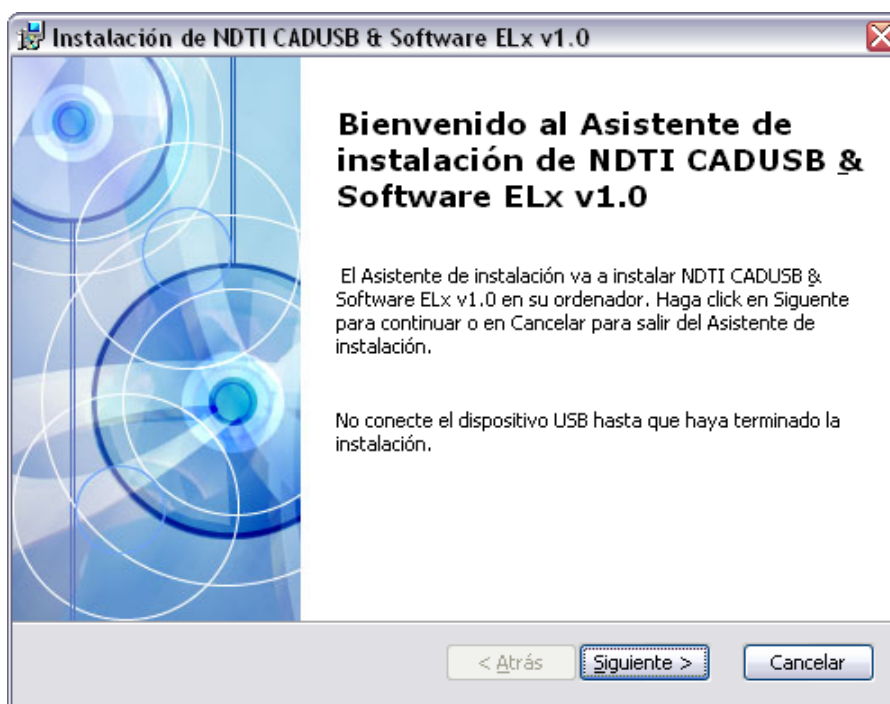 Instalación de NDTI CADUSB & Software ELx v1.0
Bienvenido al Asistente de
instalación de NDTI CADUSB &
Software ELx v1.0
El Asistente de instalación va a instalar NDTI CADUSB &
Software ELx v1.0 en su ordenador. Haga click en Siguente
para continuar o en Cancelar para salir del Asistente de
instalación.
No conecte el dispositivo USB hasta que haya terminado la
instalación.
< Atrás
Siguiente >
Cancelar